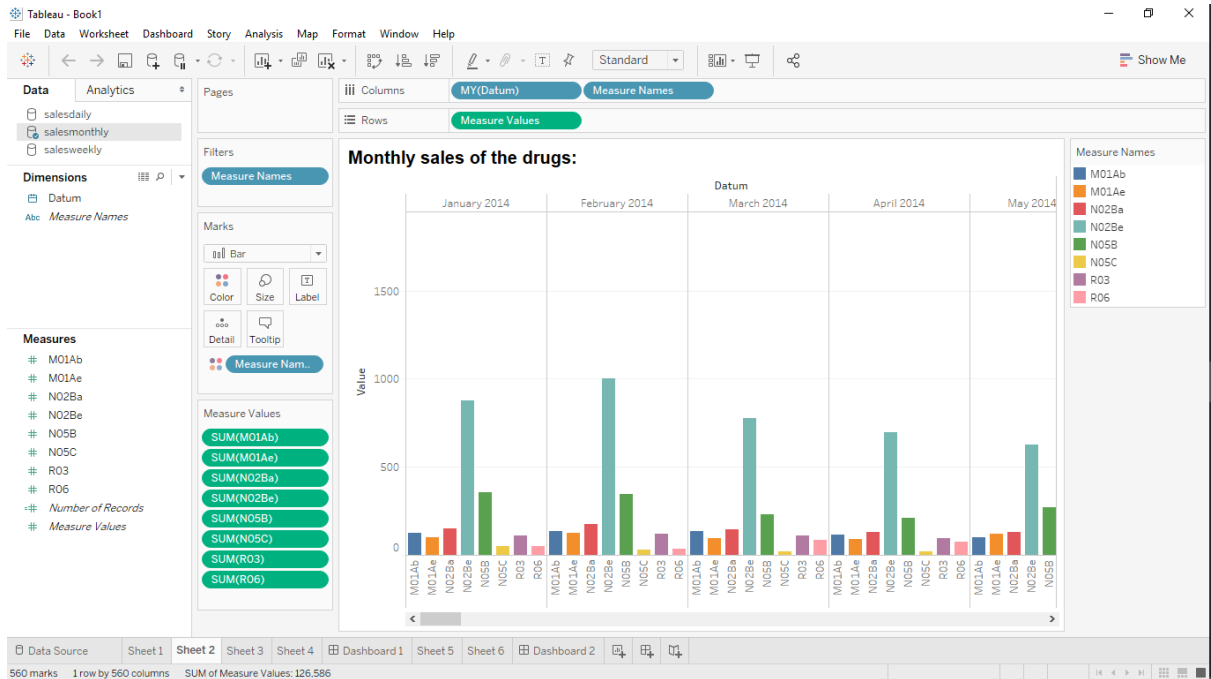 Tableau - Book1
File Data Worksheet Dashboard Story Analysis Map Format Window Help
Standard
Show Me
Data Analytics
salesdaily
salesmonthly
salesweekly
Dimensions
Datum
Abc Measure Names
Measures
M01Ab
M01Ae
N02Ba
N02Be
N05B
N05C
R03
R06
Number of Records
Measure Values
Pages
Filters
Measure Names
Marks
Bar
Color Size Label
Detail Tooltip
Measure Nam..
Measure Values
SUM(M01Ab)
SUM(M01Ae)
SUM(N02Ba)
SUM(N02Be)
SUM(N05B)
SUM(N05C)
SUM(R03)
SUM(R06)
Columns MY(Datum) Measure Names
Rows Measure Values
Monthly sales of the drugs:
Datum
January 2014 February 2014 March 2014 April 2014 May 2014
Value
1500
1000
500
0
M01Ab M01Ae N02Ba N02Be N05B N05C R03 R06 M01Ab M01Ae N02Ba N02Be N05B N05C R03 R06 M01Ab M01Ae N02Ba N02Be N05B N05C R03 R06 M01Ab M01Ae N02Ba N02Be N05B N05C R03 R06 M01Ab M01Ae N02Ba N02Be N05B
Measure Names
M01Ab
M01Ae
N02Ba
N02Be
N05B
N05C
R03
R06
Data Source Sheet 1 Sheet 2 Sheet 3 Sheet 4 Dashboard 1 Sheet 5 Sheet 6 Dashboard 2
560 marks 1 row by 560 columns SUM of Measure Values: 126,586